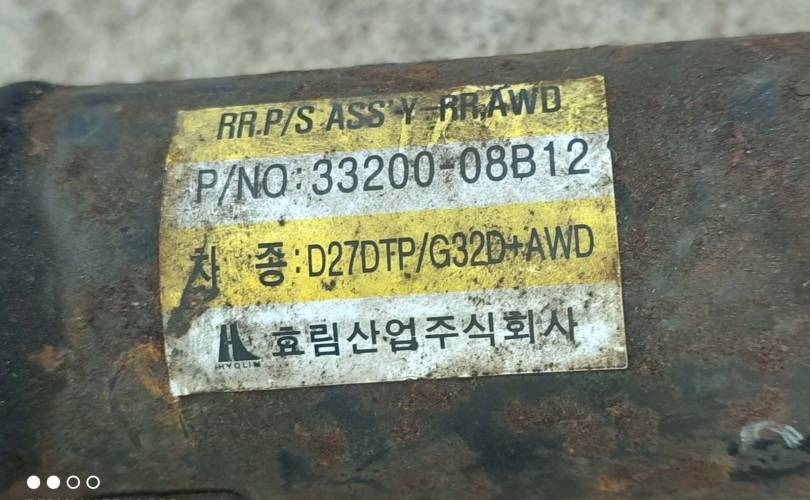 RR.P/S ASS'Y-RR,AWD
P/NO:33200-08B12
차 종:D27DTP/G32D+AWD
HYOLIM 효림산업주식회사